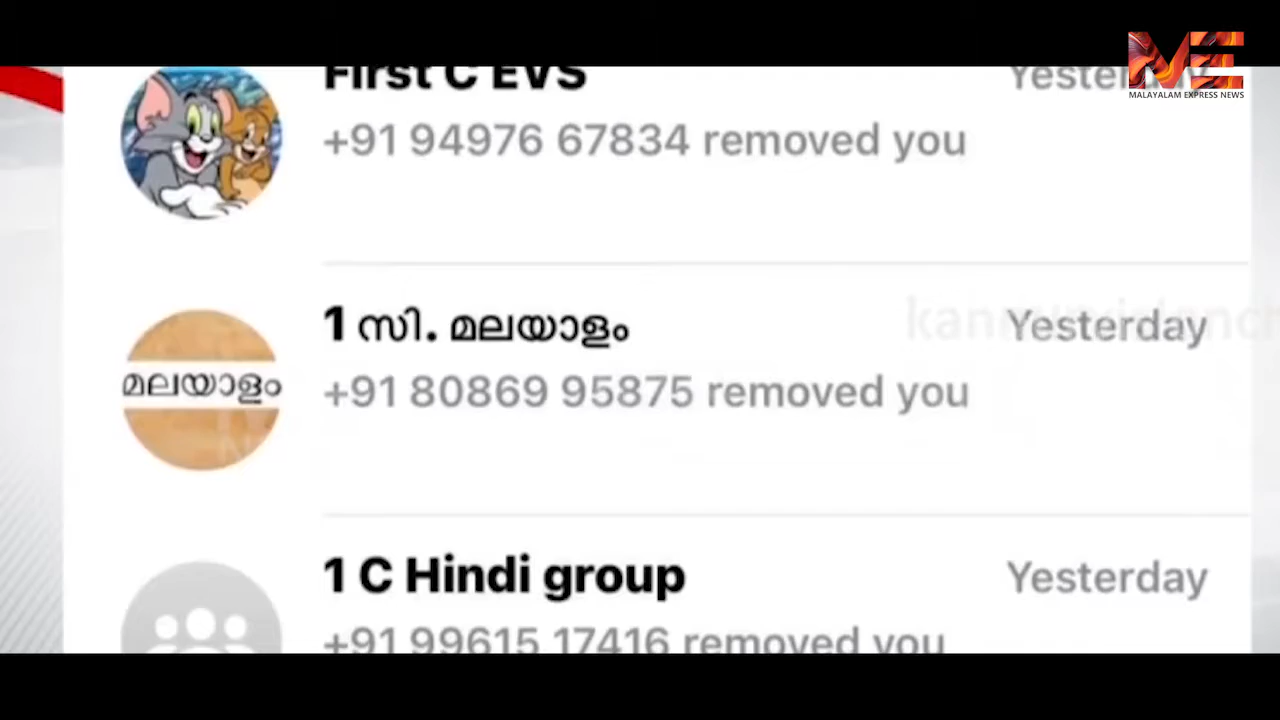 First C EVS
+91 94976 67834 removed you
MALAYALAM EXPRESS NEWS
1 സി. മലയാളം
Yesterday
മലയാളം
+91 80869 95875 removed you
1 C Hindi group
Yesterday
+91 99615 17416 removed you